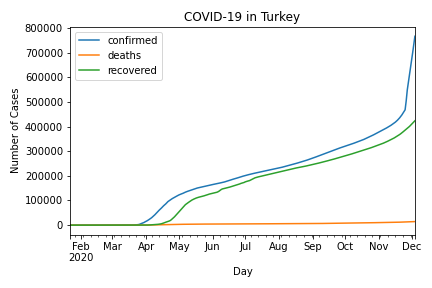 COVID-19 in Turkey
800000
700000
600000
500000
400000
300000
200000
100000
0
Number of Cases
confirmed
deaths
recovered
Feb Mar Apr May Jun Jul Aug Sep Oct Nov Dec
2020
Day